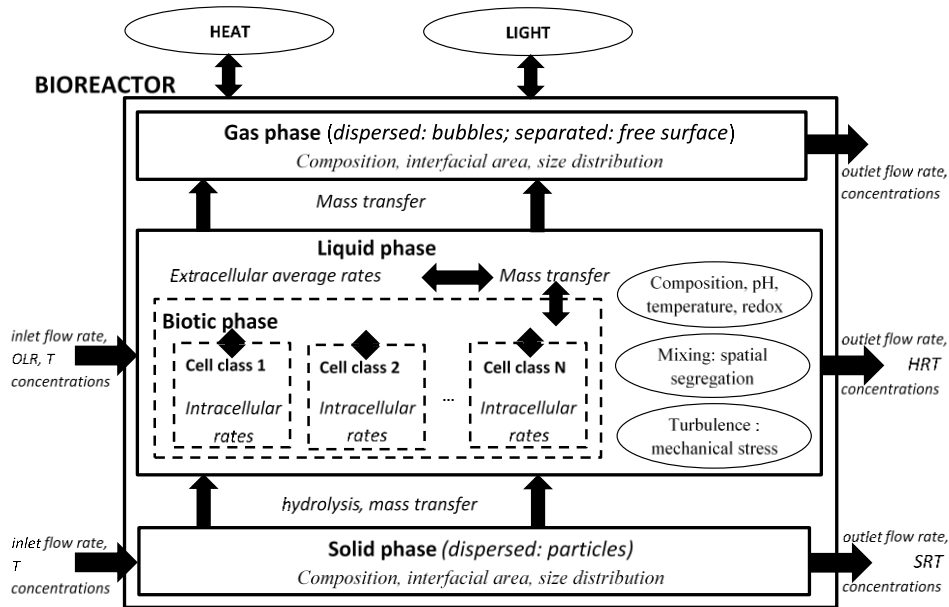 HEAT
LIGHT
BIOREACTOR
Gas phase (dispersed: bubbles; separated: free surface)
Composition, interfacial area, size distribution
outlet flow rate,
concentrations
Mass transfer
Liquid phase
Extracellular average rates
Mass transfer
Composition, pH,
temperature, redox
Biotic phase
inlet flow rate,
OLR, T
concentrations
Cell class 1
Cell class 2
Cell class N
Intracellular
rates
Intracellular
rates
...
Intracellular
rates
Mixing: spatial
segregation
outlet flow rate,
HRT
concentrations
Turbulence :
mechanical stress
hydrolysis, mass transfer
inlet flow rate,
T
concentrations
Solid phase (dispersed: particles)
Composition, interfacial area, size distribution
outlet flow rate,
SRT
concentrations